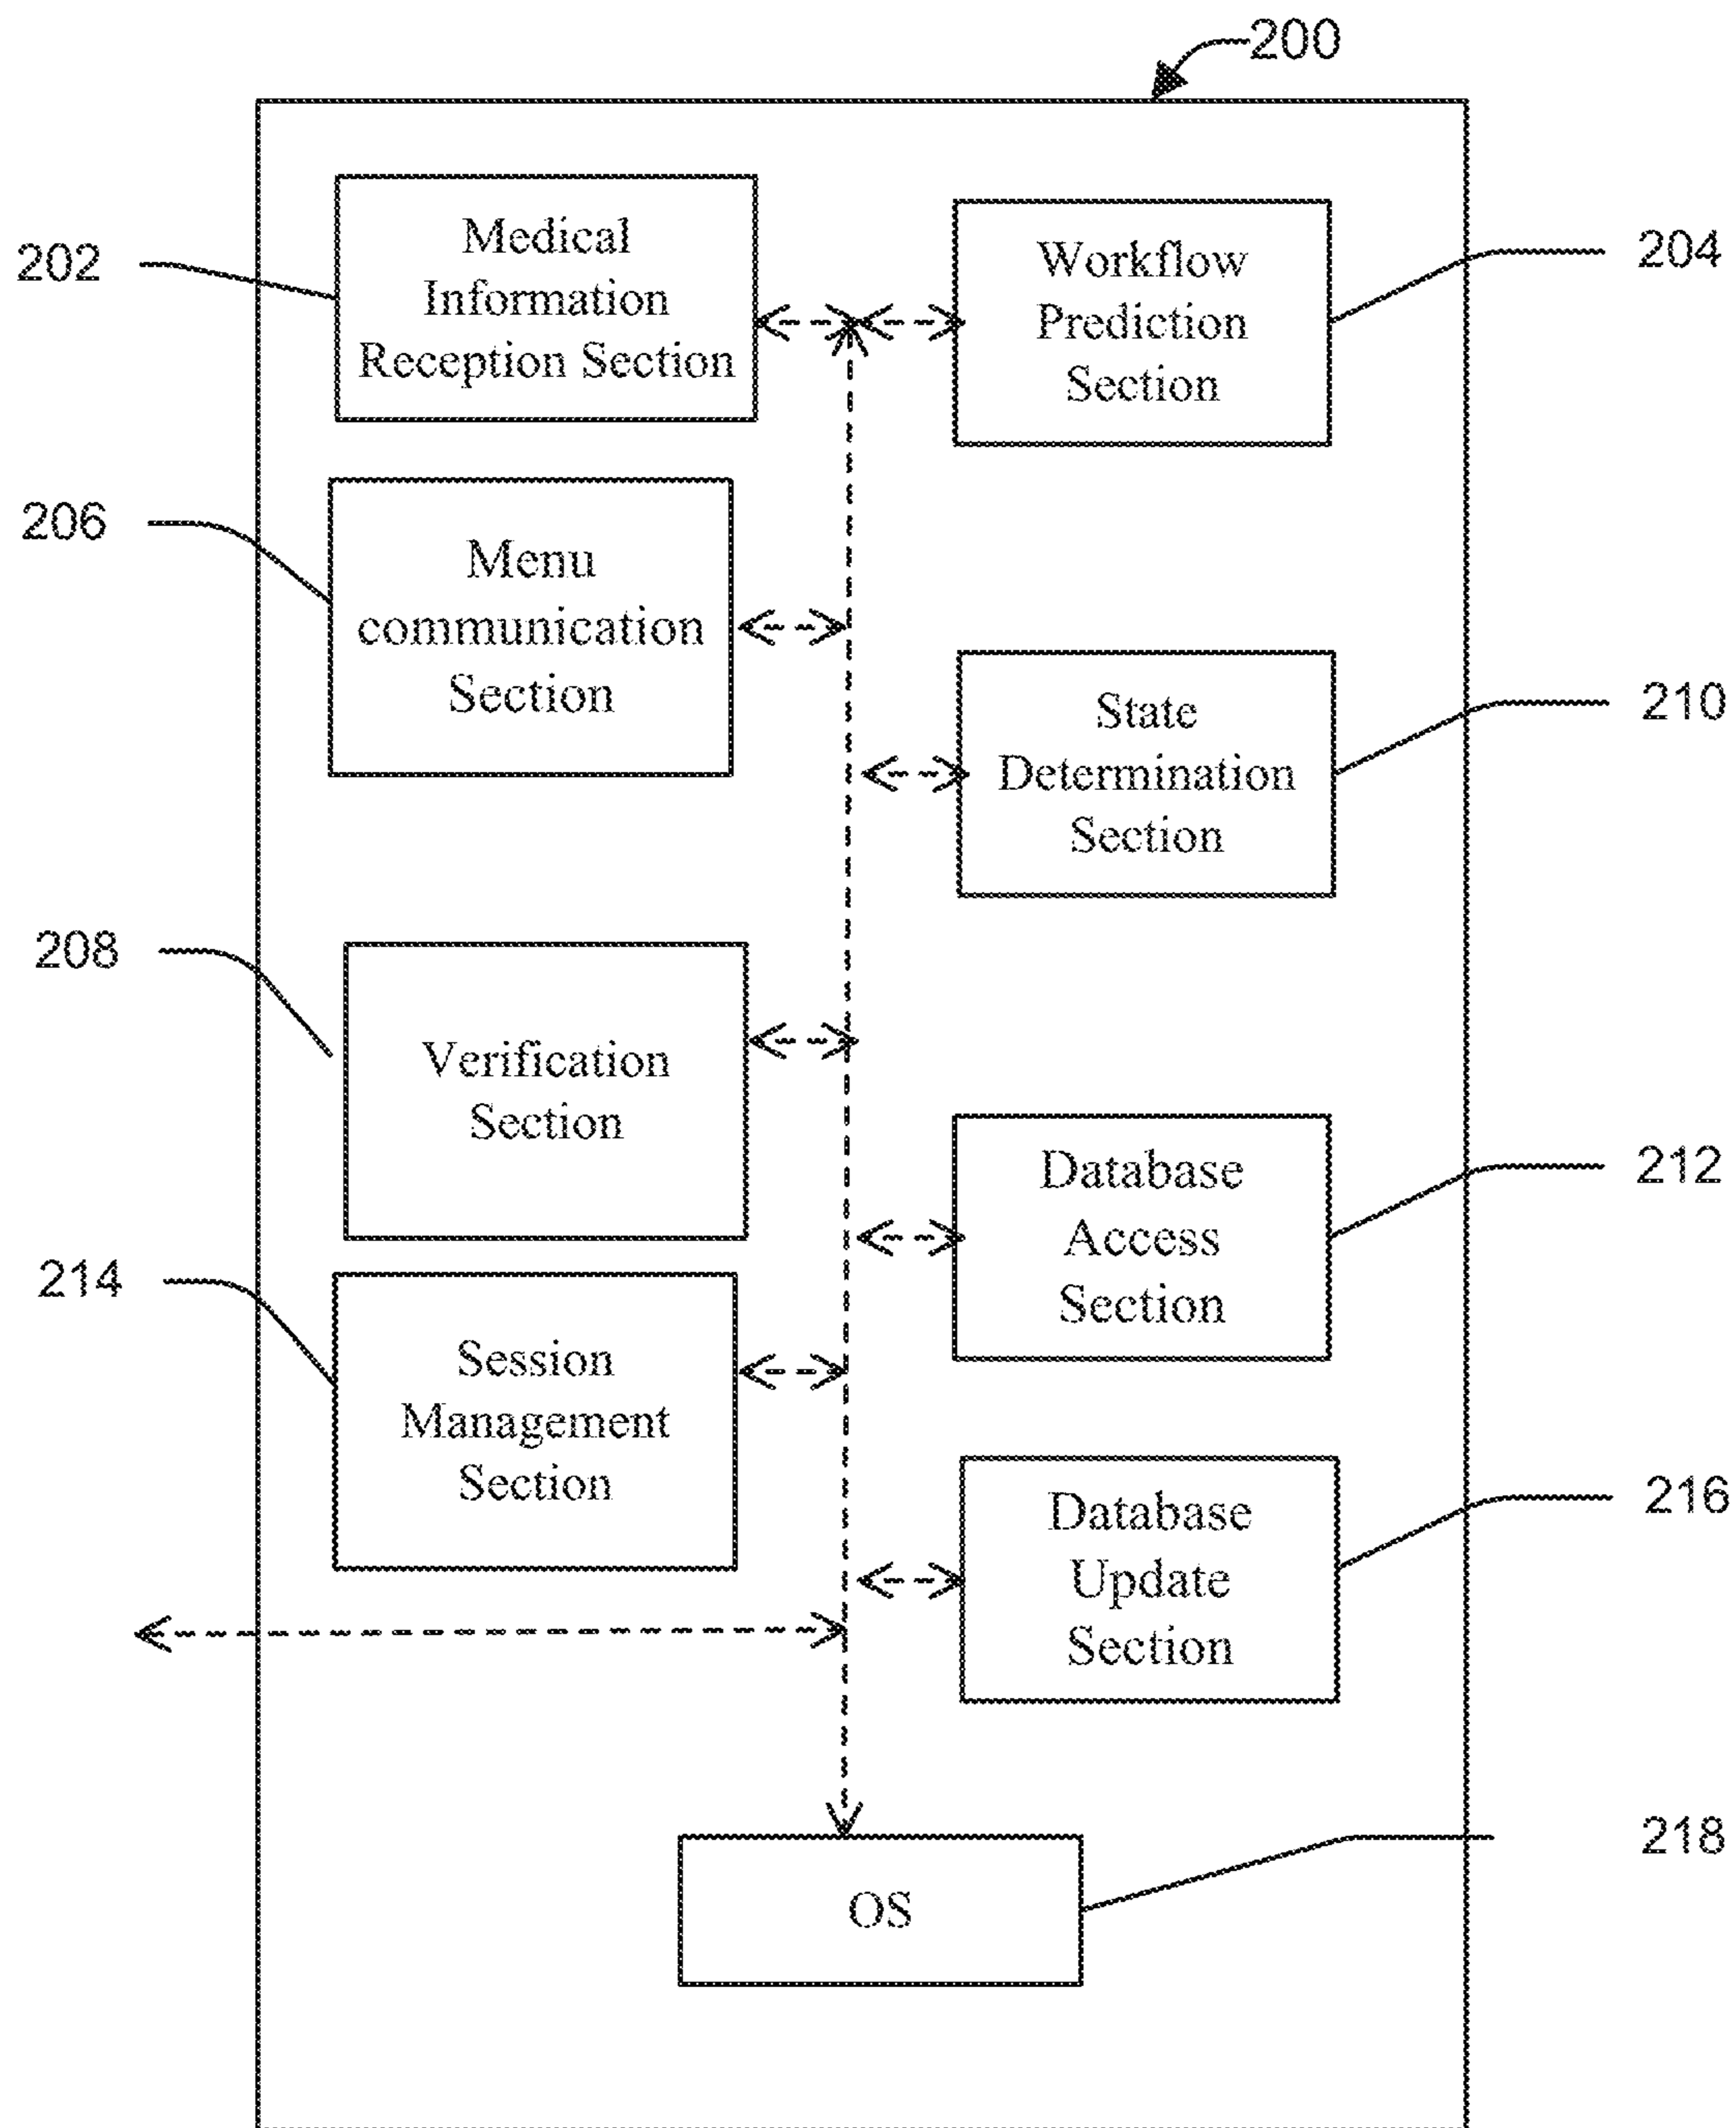 200
202
Medical
Information
Reception Section
Workflow
Prediction
Section
204
206
Menu
communication
Section
State
Determination
Section
210
208
Verification
Section
Database
Access
Section
212
214
Session
Management
Section
Database
Update
Section
216
OS
218